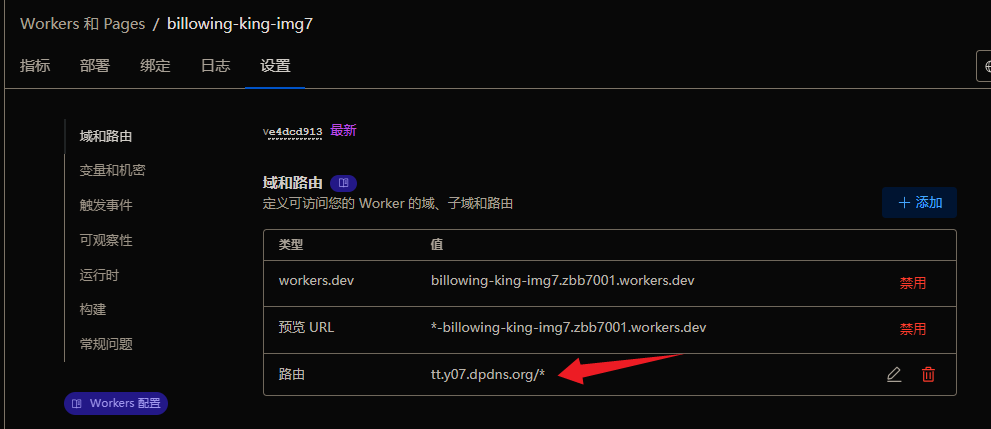 Workers 和 Pages / billowing-king-img7
指标 部署 绑定 日志 设置
域和路由
变量和机密
触发事件
可观察性
运行时
构建
常规问题
Workers 配置
ve4dcd913 最新
域和路由
定义可访问您的 Worker 的域、子域和路由
+ 添加
类型 值
workers.dev billowing-king-img7.zbb7001.workers.dev 禁用
预览 URL *-billowing-king-img7.zbb7001.workers.dev 禁用
路由 tt.y07.dpdns.org/*